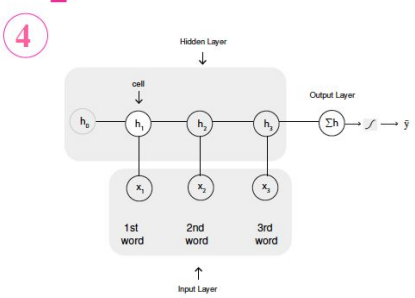 4
Hidden Layer
cell
Output Layer
h₀ h₁ h₂ h₃ Σh ȳ
x₁ x₂ x₃
1st word 2nd word 3rd word
Input Layer